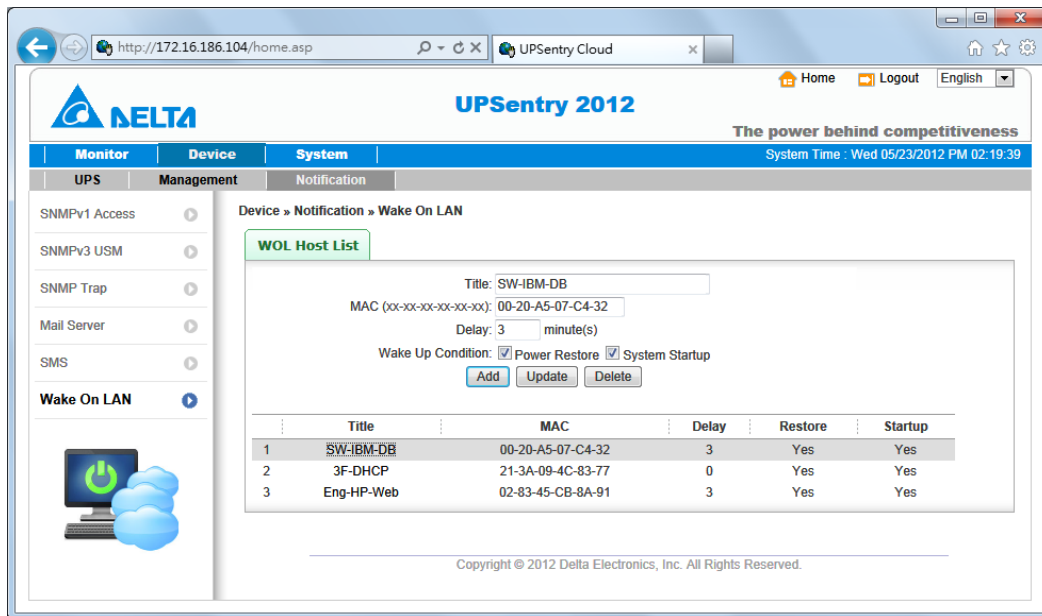 http://172.16.186.104/home.asp
UPSentry Cloud
Home Logout English
DELTA
UPSentry 2012
The power behind competitiveness
Monitor Device System System Time : Wed 05/23/2012 PM 02:19:39
UPS Management Notification
SNMPv1 Access
SNMPv3 USM
SNMP Trap
Mail Server
SMS
Wake On LAN
Device » Notification » Wake On LAN
WOL Host List
Title: SW-IBM-DB
MAC (xx-xx-xx-xx-xx-xx): 00-20-A5-07-C4-32
Delay: 3 minute(s)
Wake Up Condition: Power Restore System Startup
Add Update Delete
Title MAC Delay Restore Startup
1 SW-IBM-DB 00-20-A5-07-C4-32 3 Yes Yes
2 3F-DHCP 21-3A-09-4C-83-77 0 Yes Yes
3 Eng-HP-Web 02-83-45-CB-8A-91 3 Yes Yes
Copyright © 2012 Delta Electronics, Inc. All Rights Reserved.